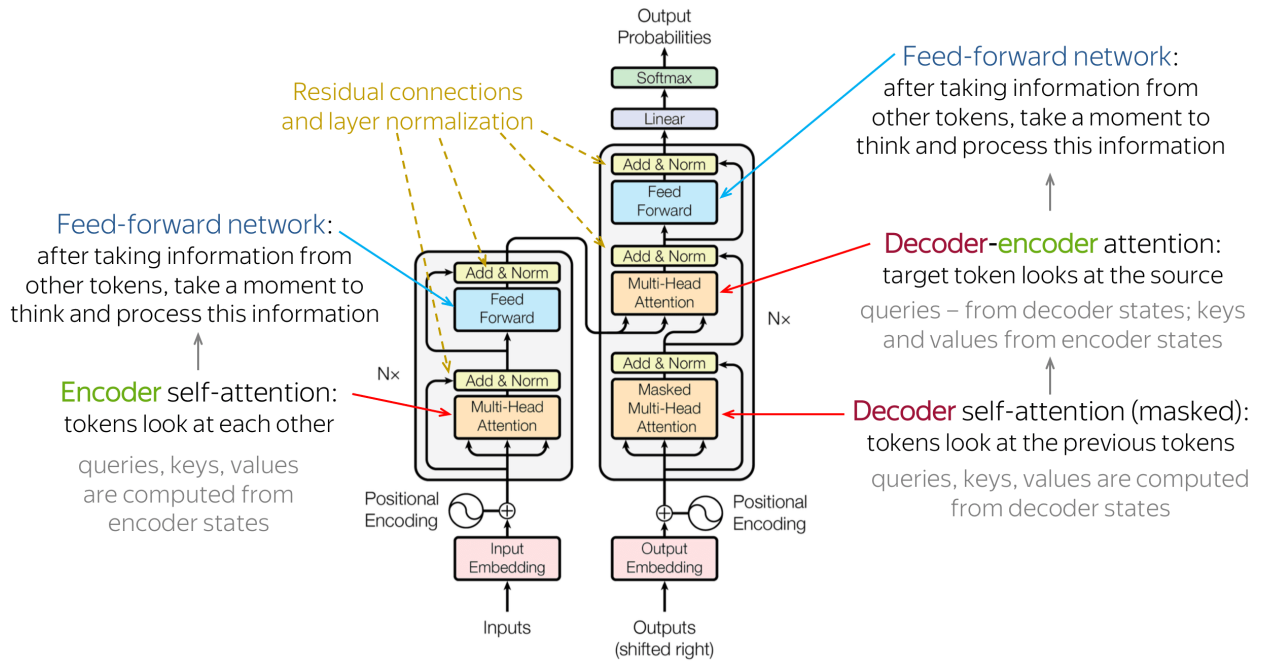 Output
Probabilities
Softmax
Linear
Add & Norm
Feed
Forward
Add & Norm
Multi-Head
Attention
Add & Norm
Masked
Multi-Head
Attention
N×
Positional
Encoding
Output
Embedding
Outputs
(shifted right)
Add & Norm
Feed
Forward
Add & Norm
Multi-Head
Attention
N×
Positional
Encoding
Input
Embedding
Inputs
Residual connections
and layer normalization
Feed-forward network:
after taking information from
other tokens, take a moment to
think and process this information
Encoder self-attention:
tokens look at each other
queries, keys, values
are computed from
encoder states
Feed-forward network:
after taking information from
other tokens, take a moment to
think and process this information
Decoder-encoder attention:
target token looks at the source
queries – from decoder states; keys
and values from encoder states
Decoder self-attention (masked):
tokens look at the previous tokens
queries, keys, values are computed
from decoder states